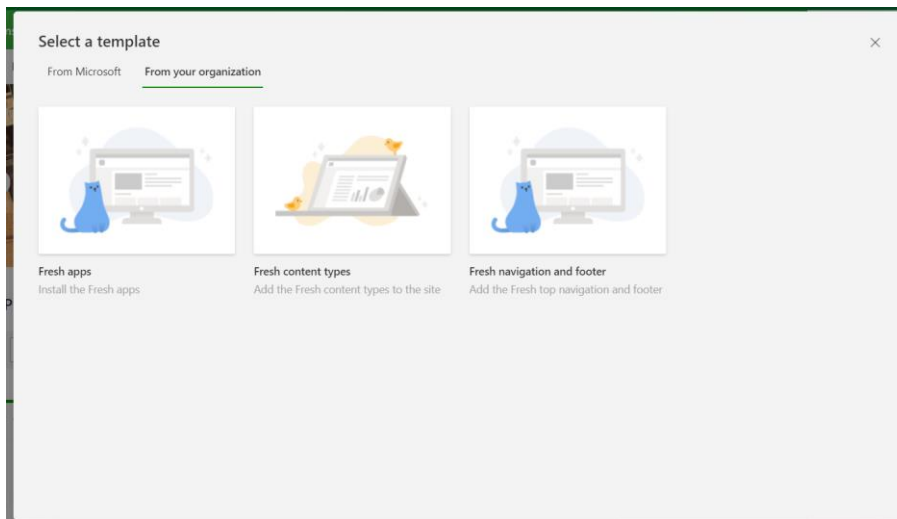 Select a template
From Microsoft
From your organization
Fresh apps
Install the Fresh apps
Fresh content types
Add the Fresh content types to the site
Fresh navigation and footer
Add the Fresh top navigation and footer